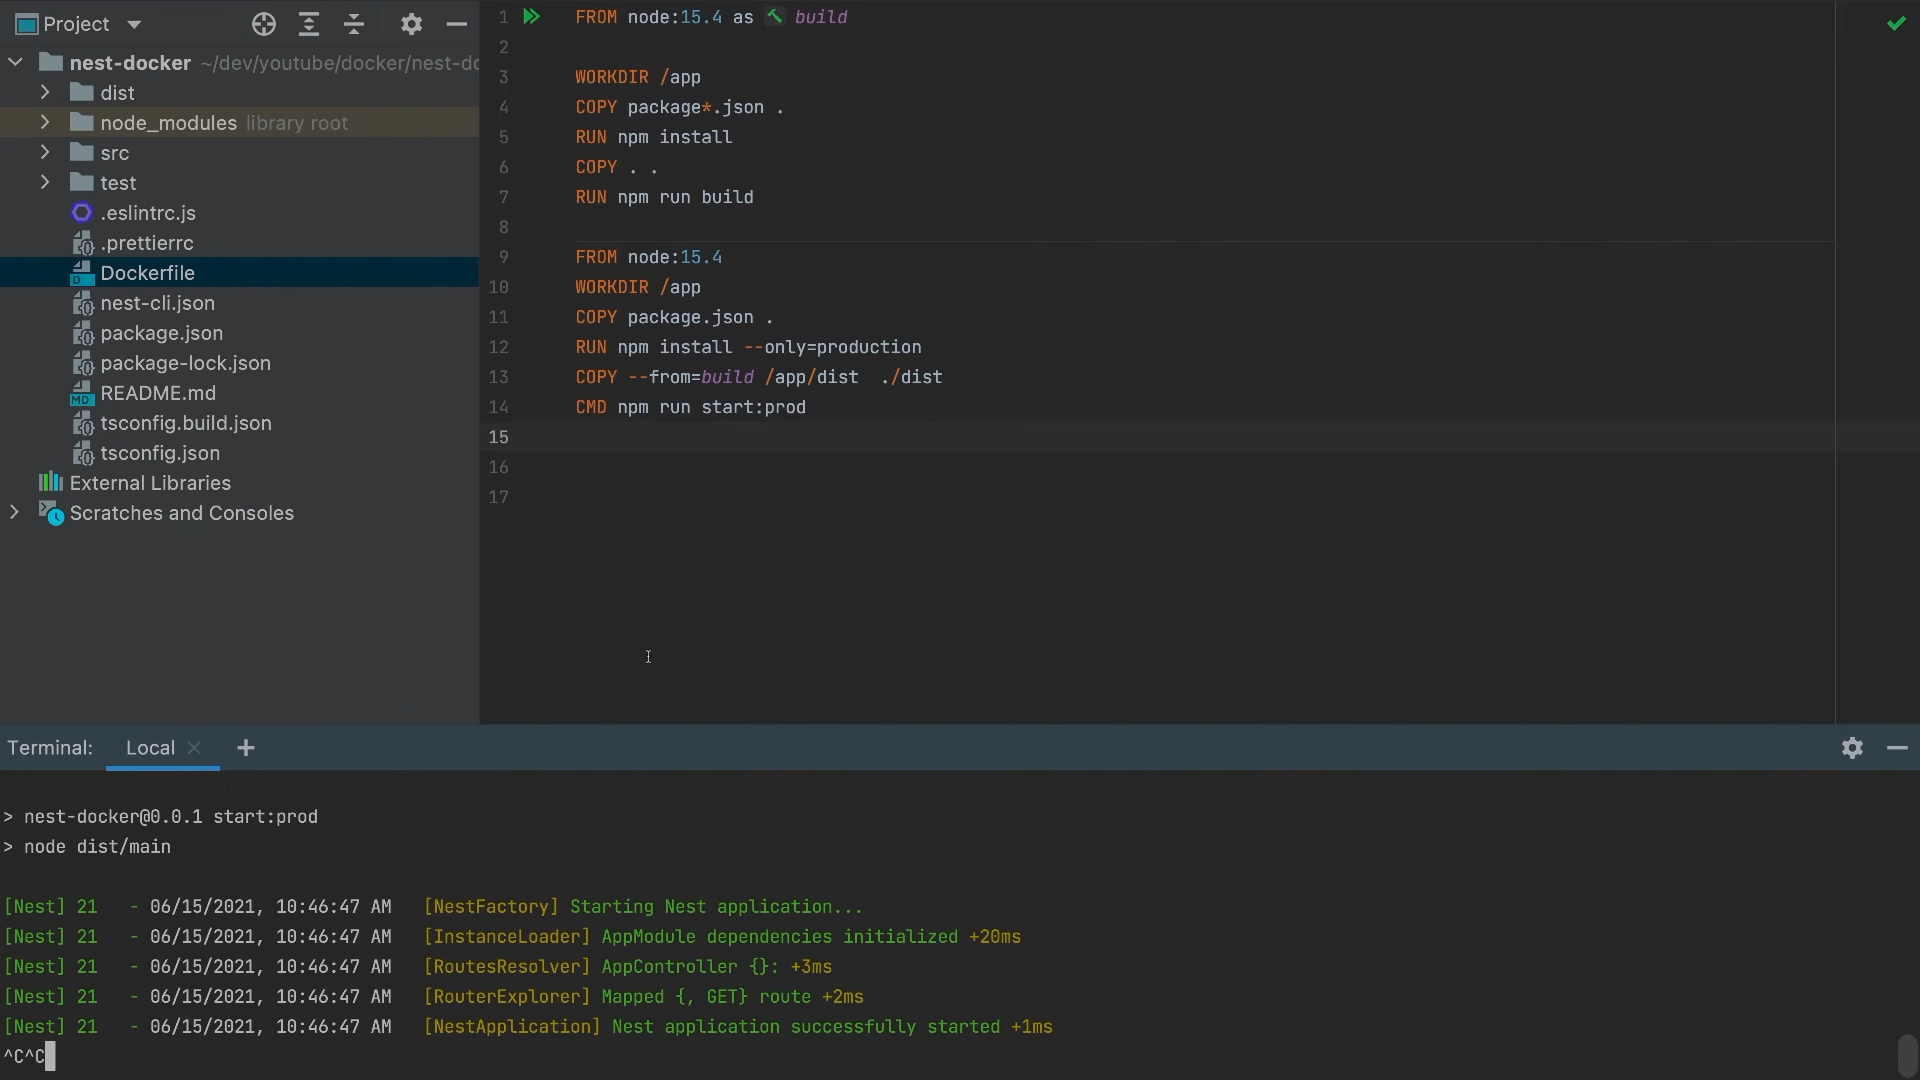 Project
nest-docker ~/dev/youtube/docker/nest-do
dist
node_modules library root
src
test
.eslintrc.js
.prettierrc
Dockerfile
nest-cli.json
package.json
package-lock.json
README.md
tsconfig.build.json
tsconfig.json
External Libraries
Scratches and Consoles
1 FROM node:15.4 as build
2
3 WORKDIR /app
4 COPY package*.json .
5 RUN npm install
6 COPY . .
7 RUN npm run build
8
9 FROM node:15.4
10 WORKDIR /app
11 COPY package.json .
12 RUN npm install --only=production
13 COPY --from=build /app/dist ./dist
14 CMD npm run start:prod
15
16
17
Terminal: Local
> nest-docker@0.0.1 start:prod
> node dist/main
[Nest] 21 - 06/15/2021, 10:46:47 AM [NestFactory] Starting Nest application...
[Nest] 21 - 06/15/2021, 10:46:47 AM [InstanceLoader] AppModule dependencies initialized +20ms
[Nest] 21 - 06/15/2021, 10:46:47 AM [RoutesResolver] AppController {}: +3ms
[Nest] 21 - 06/15/2021, 10:46:47 AM [RouterExplorer] Mapped {, GET} route +2ms
[Nest] 21 - 06/15/2021, 10:46:47 AM [NestApplication] Nest application successfully started +1ms
^C^C